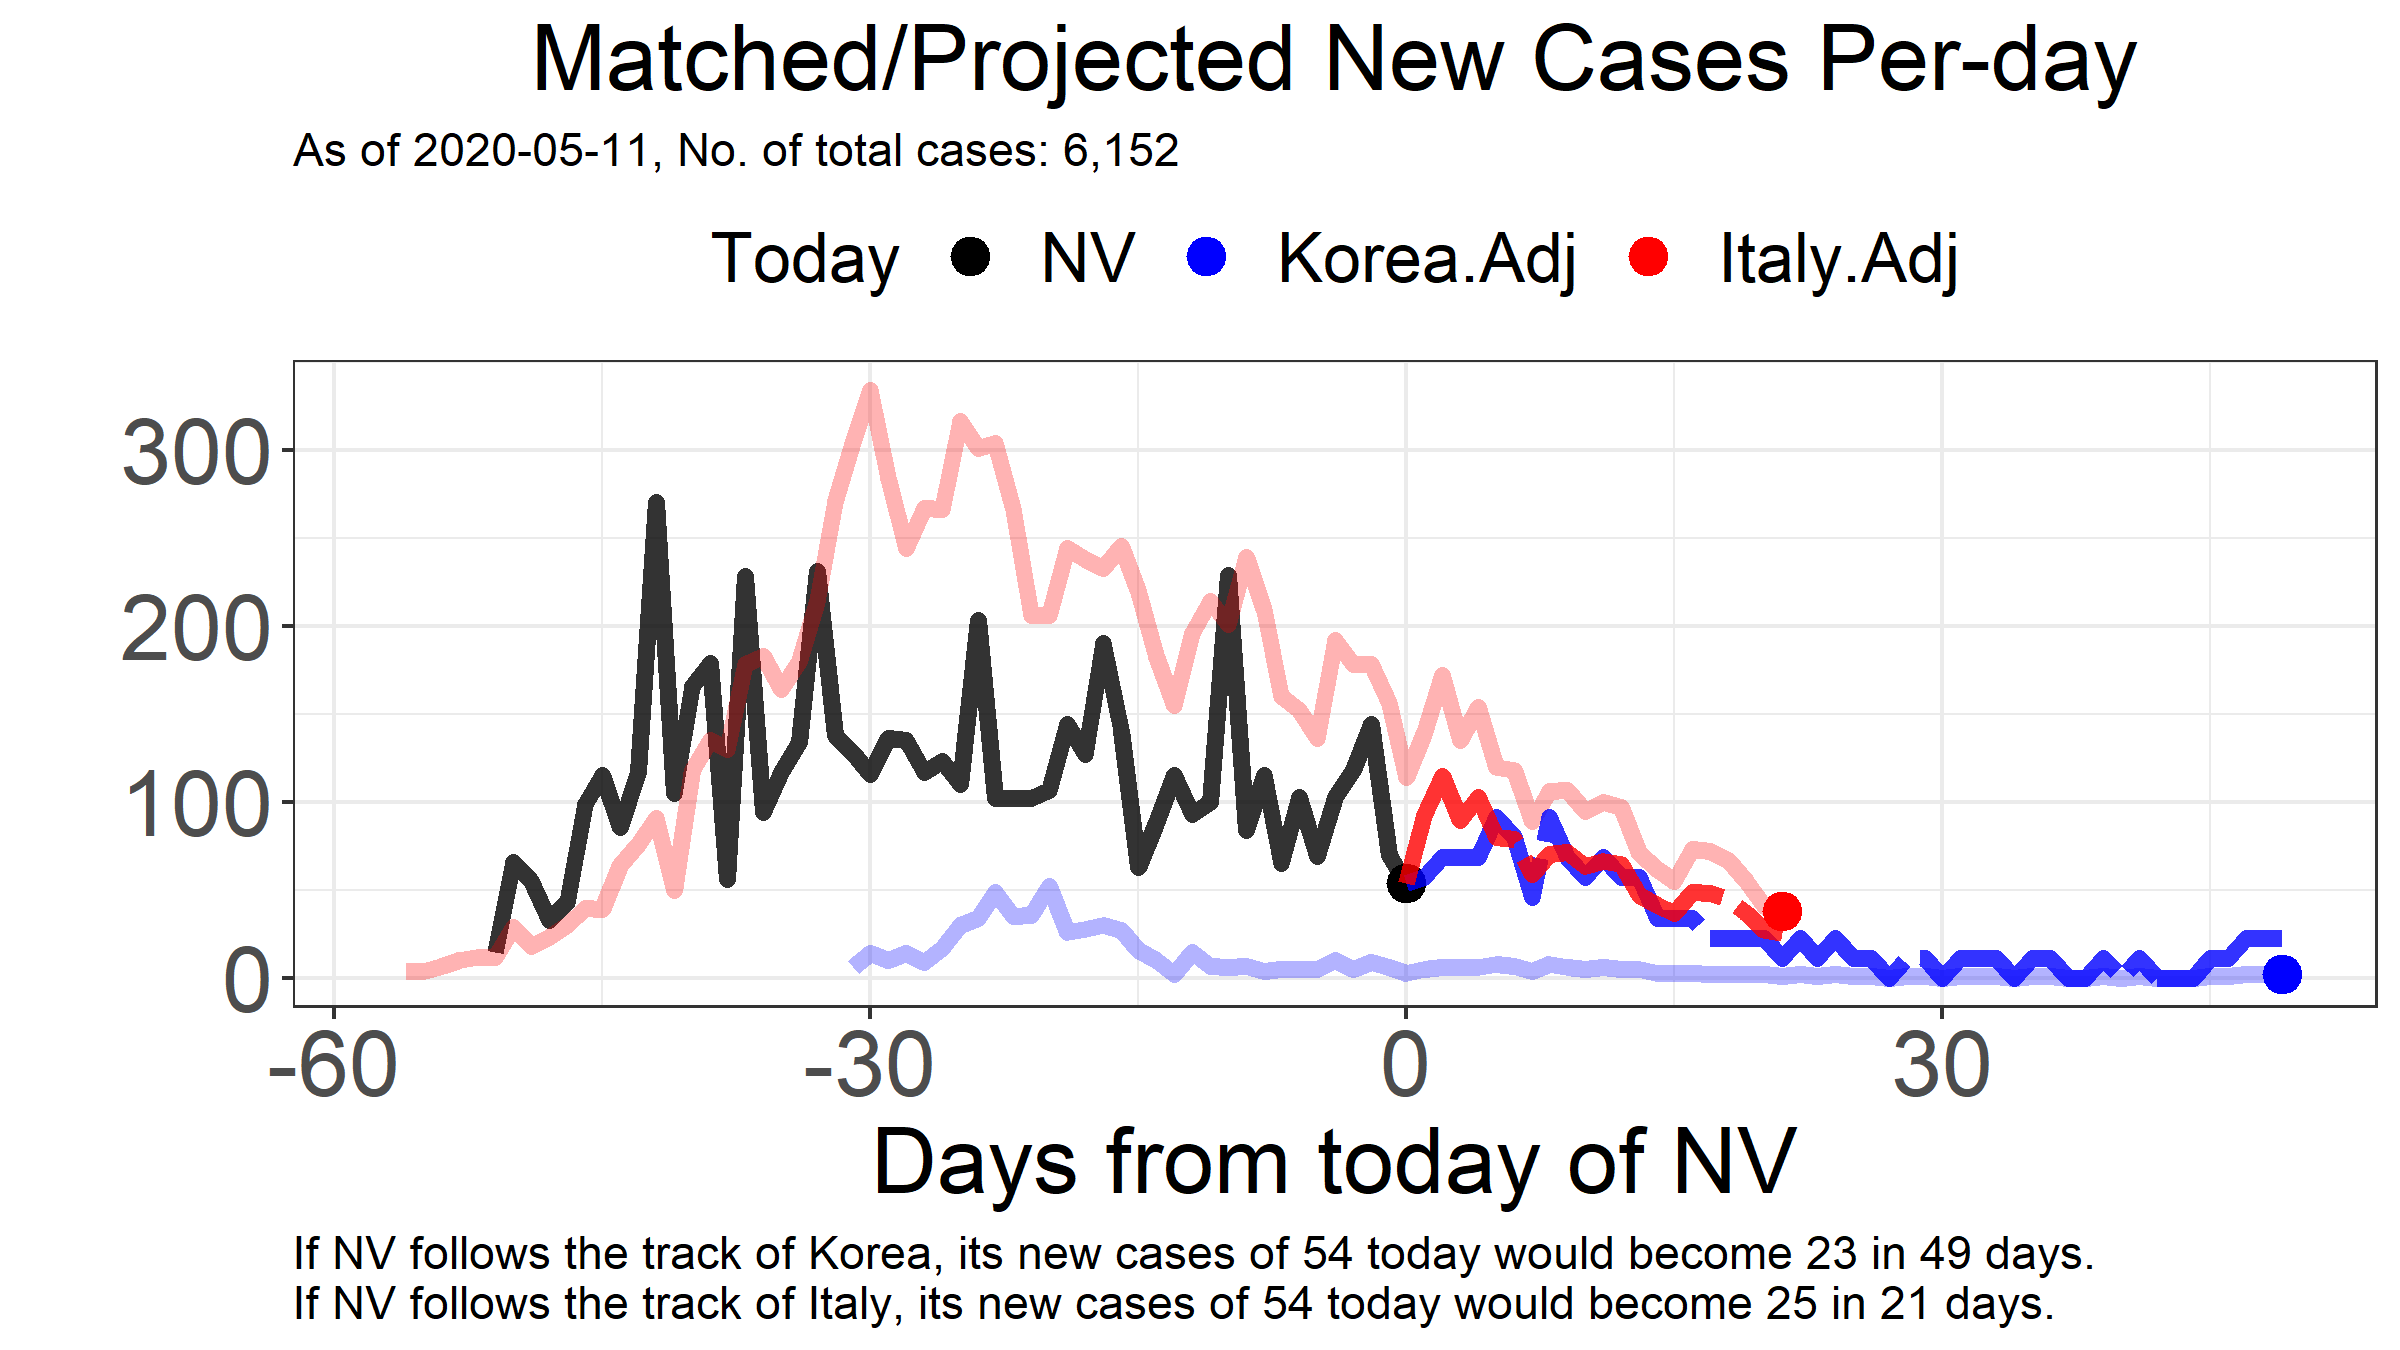 Matched/Projected New Cases Per-day
As of 2020-05-11, No. of total cases: 6,152
Today NV Korea.Adj Italy.Adj
300
200
100
0
-60 -30 0 30
Days from today of NV
If NV follows the track of Korea, its new cases of 54 today would become 23 in 49 days.
If NV follows the track of Italy, its new cases of 54 today would become 25 in 21 days.